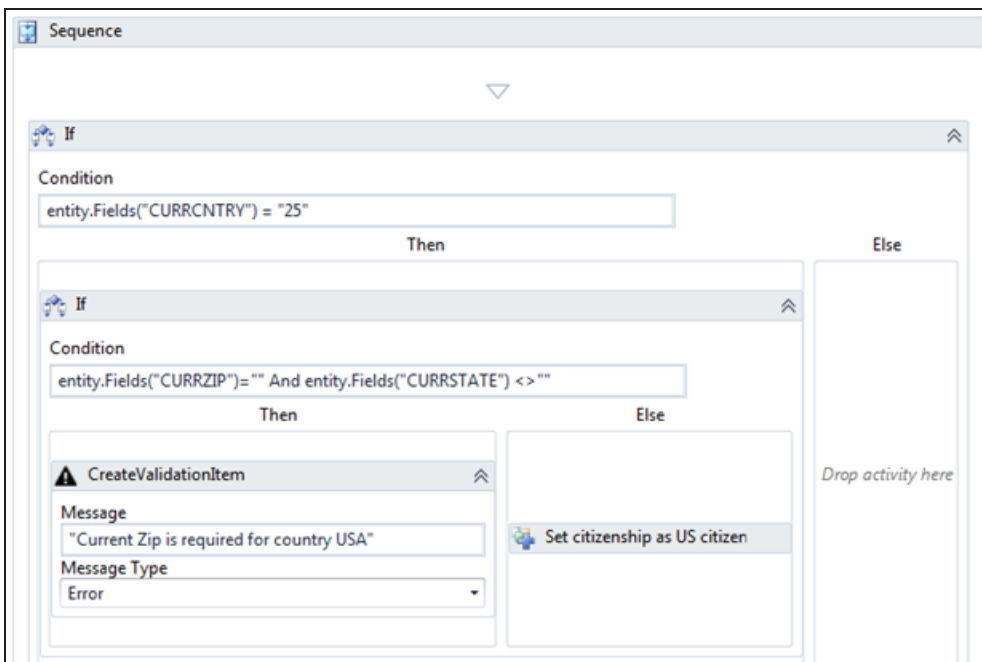 Sequence
If
Condition
entity.Fields("CURRCNTRY") = "25"
Then
Else
If
Condition
entity.Fields("CURRZIP")="" And entity.Fields("CURRSTATE") <>""
Then
Else
CreateValidationItem
Message
"Current Zip is required for country USA"
Message Type
Error
Set citizenship as US citizen
Drop activity here